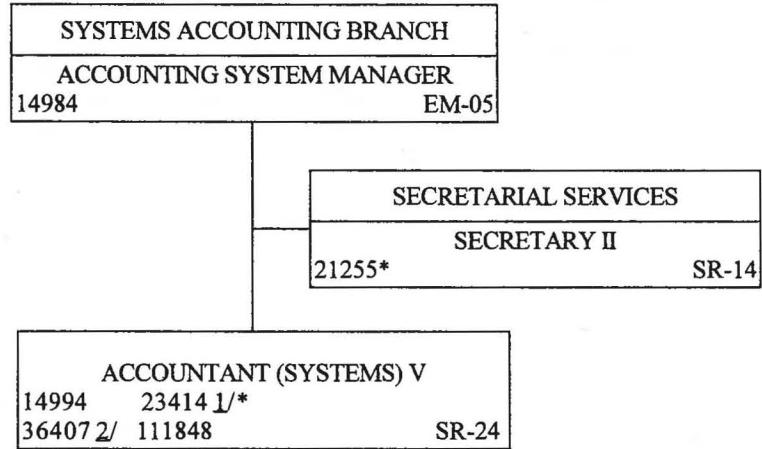 SYSTEMS ACCOUNTING BRANCH
ACCOUNTING SYSTEM MANAGER
14984 EM-05
SECRETARIAL SERVICES
SECRETARY II
21255* SR-14
ACCOUNTANT (SYSTEMS) V
14994 23414 1/*
36407 2/ 111848 SR-24